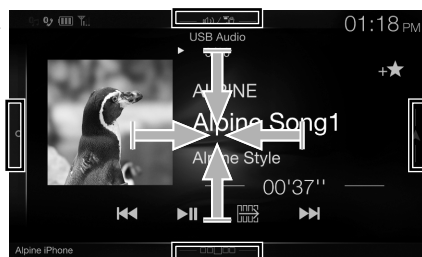 01:18 PM
USB Audio
ALPINE
Alpine Song1
Alpine Style
00'37"
Alpine iPhone